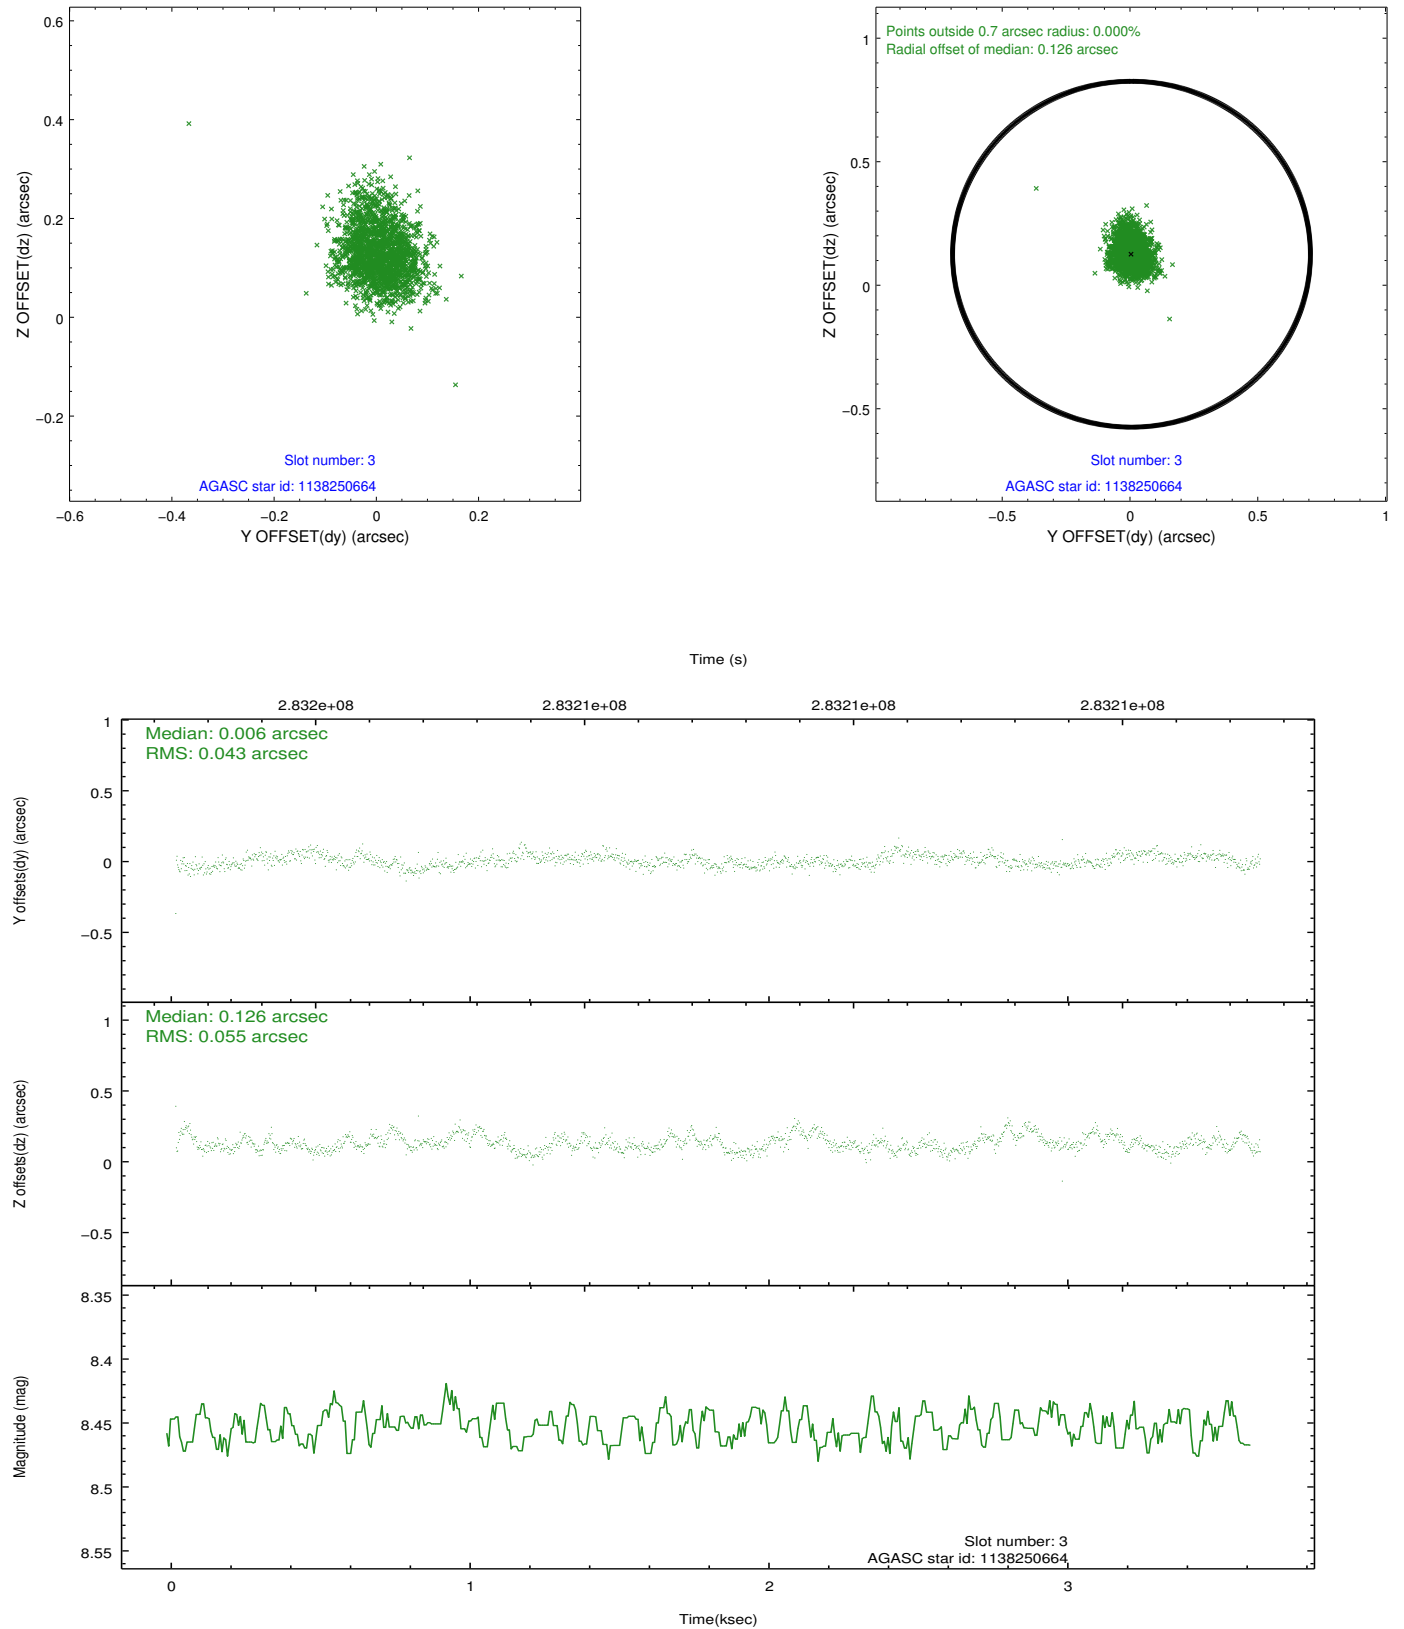 0.6
0.4
0.2
0
−0.2
Z OFFSET(dz) (arcsec)
Slot number: 3
AGASC star id: 1138250664
−0.6 −0.4 −0.2 0 0.2
Y OFFSET(dy) (arcsec)
Points outside 0.7 arcsec radius: 0.000%
Radial offset of median: 0.126 arcsec
1
0.5
0
−0.5
Z OFFSET(dz) (arcsec)
Slot number: 3
AGASC star id: 1138250664
−0.5 0 0.5 1
Y OFFSET(dy) (arcsec)
Time (s)
2.832e+08 2.8321e+08 2.8321e+08 2.8321e+08
Median: 0.006 arcsec
RMS: 0.043 arcsec
1
0.5
0
−0.5
Y offsets(dy) (arcsec)
Median: 0.126 arcsec
RMS: 0.055 arcsec
1
0.5
0
−0.5
Z offsets(dz) (arcsec)
8.35
8.4
8.45
8.5
8.55
Magnitude (mag)
Slot number: 3
AGASC star id: 1138250664
0 1 2 3
Time(ksec)